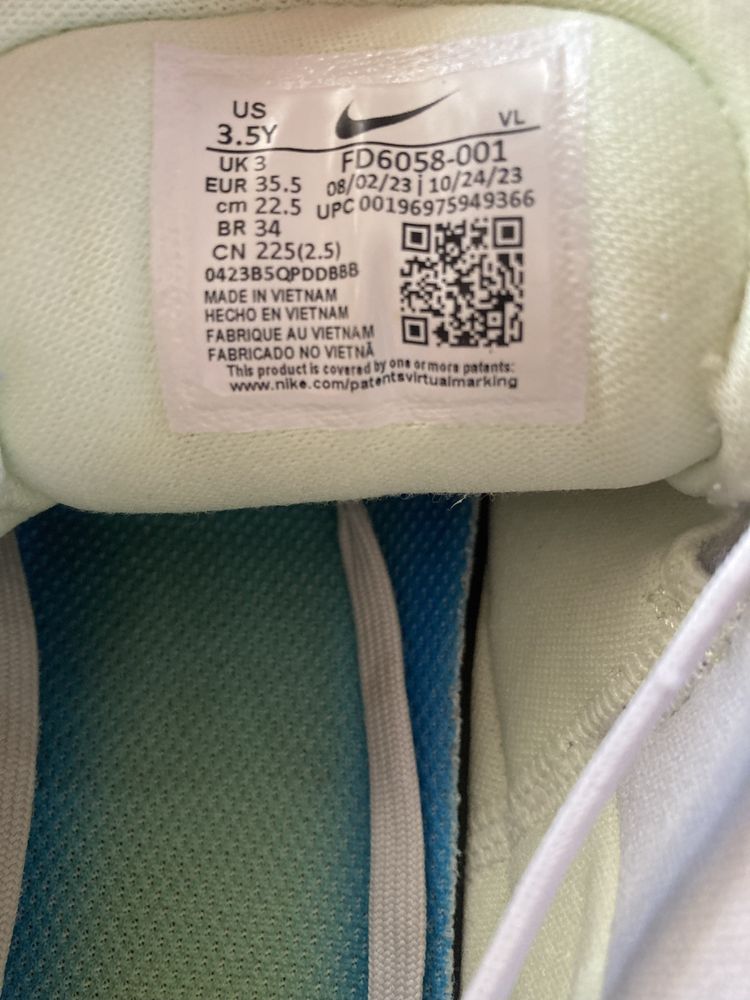 US
3.5Y
VL
UK 3
FD6058-001
EUR 35.5
08/02/23 | 10/24/23
cm 22.5
UPC 00196975949366
BR 34
CN 225(2.5)
0423B5QPDDBBB
MADE IN VIETNAM
HECHO EN VIETNAM
FABRIQUE AU VIETNAM
FABRICADO NO VIETNÃ
This product is covered by one or more patents:
www.nike.com/patentsvirtualmarking